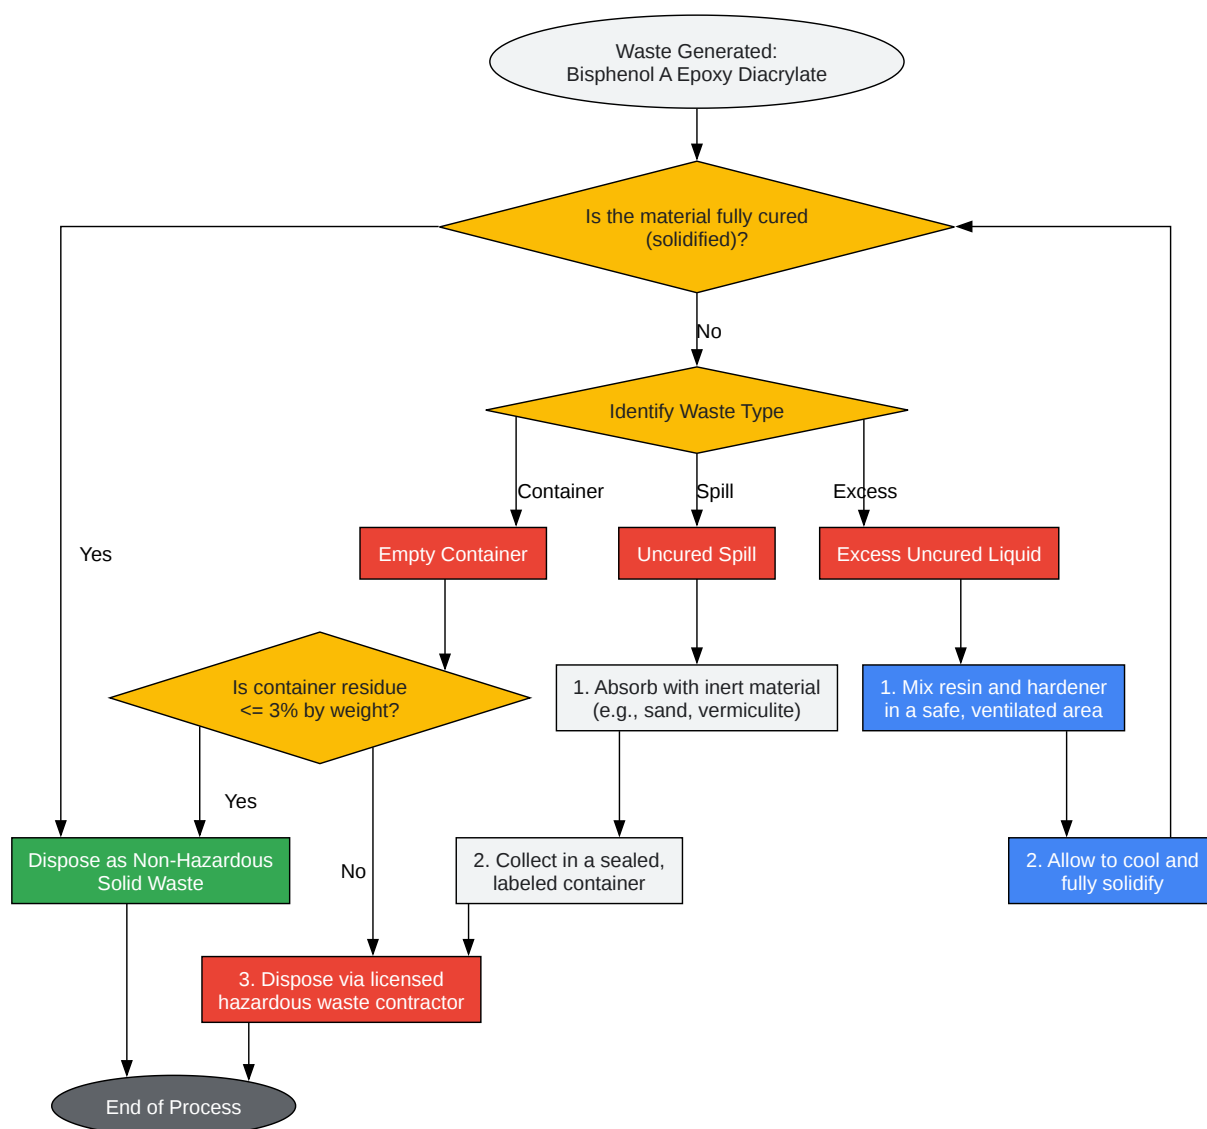 Waste Generated:
Bisphenol A Epoxy Diacrylate
Is the material fully cured
(solidified)?
No
Identify Waste Type
Container
Spill
Excess
Yes
Empty Container
Uncured Spill
Excess Uncured Liquid
Is container residue
<= 3% by weight?
1. Absorb with inert material
(e.g., sand, vermiculite)
1. Mix resin and hardener
in a safe, ventilated area
Yes
No
Dispose as Non-Hazardous
Solid Waste
2. Collect in a sealed,
labeled container
2. Allow to cool and
fully solidify
3. Dispose via licensed
hazardous waste contractor
End of Process